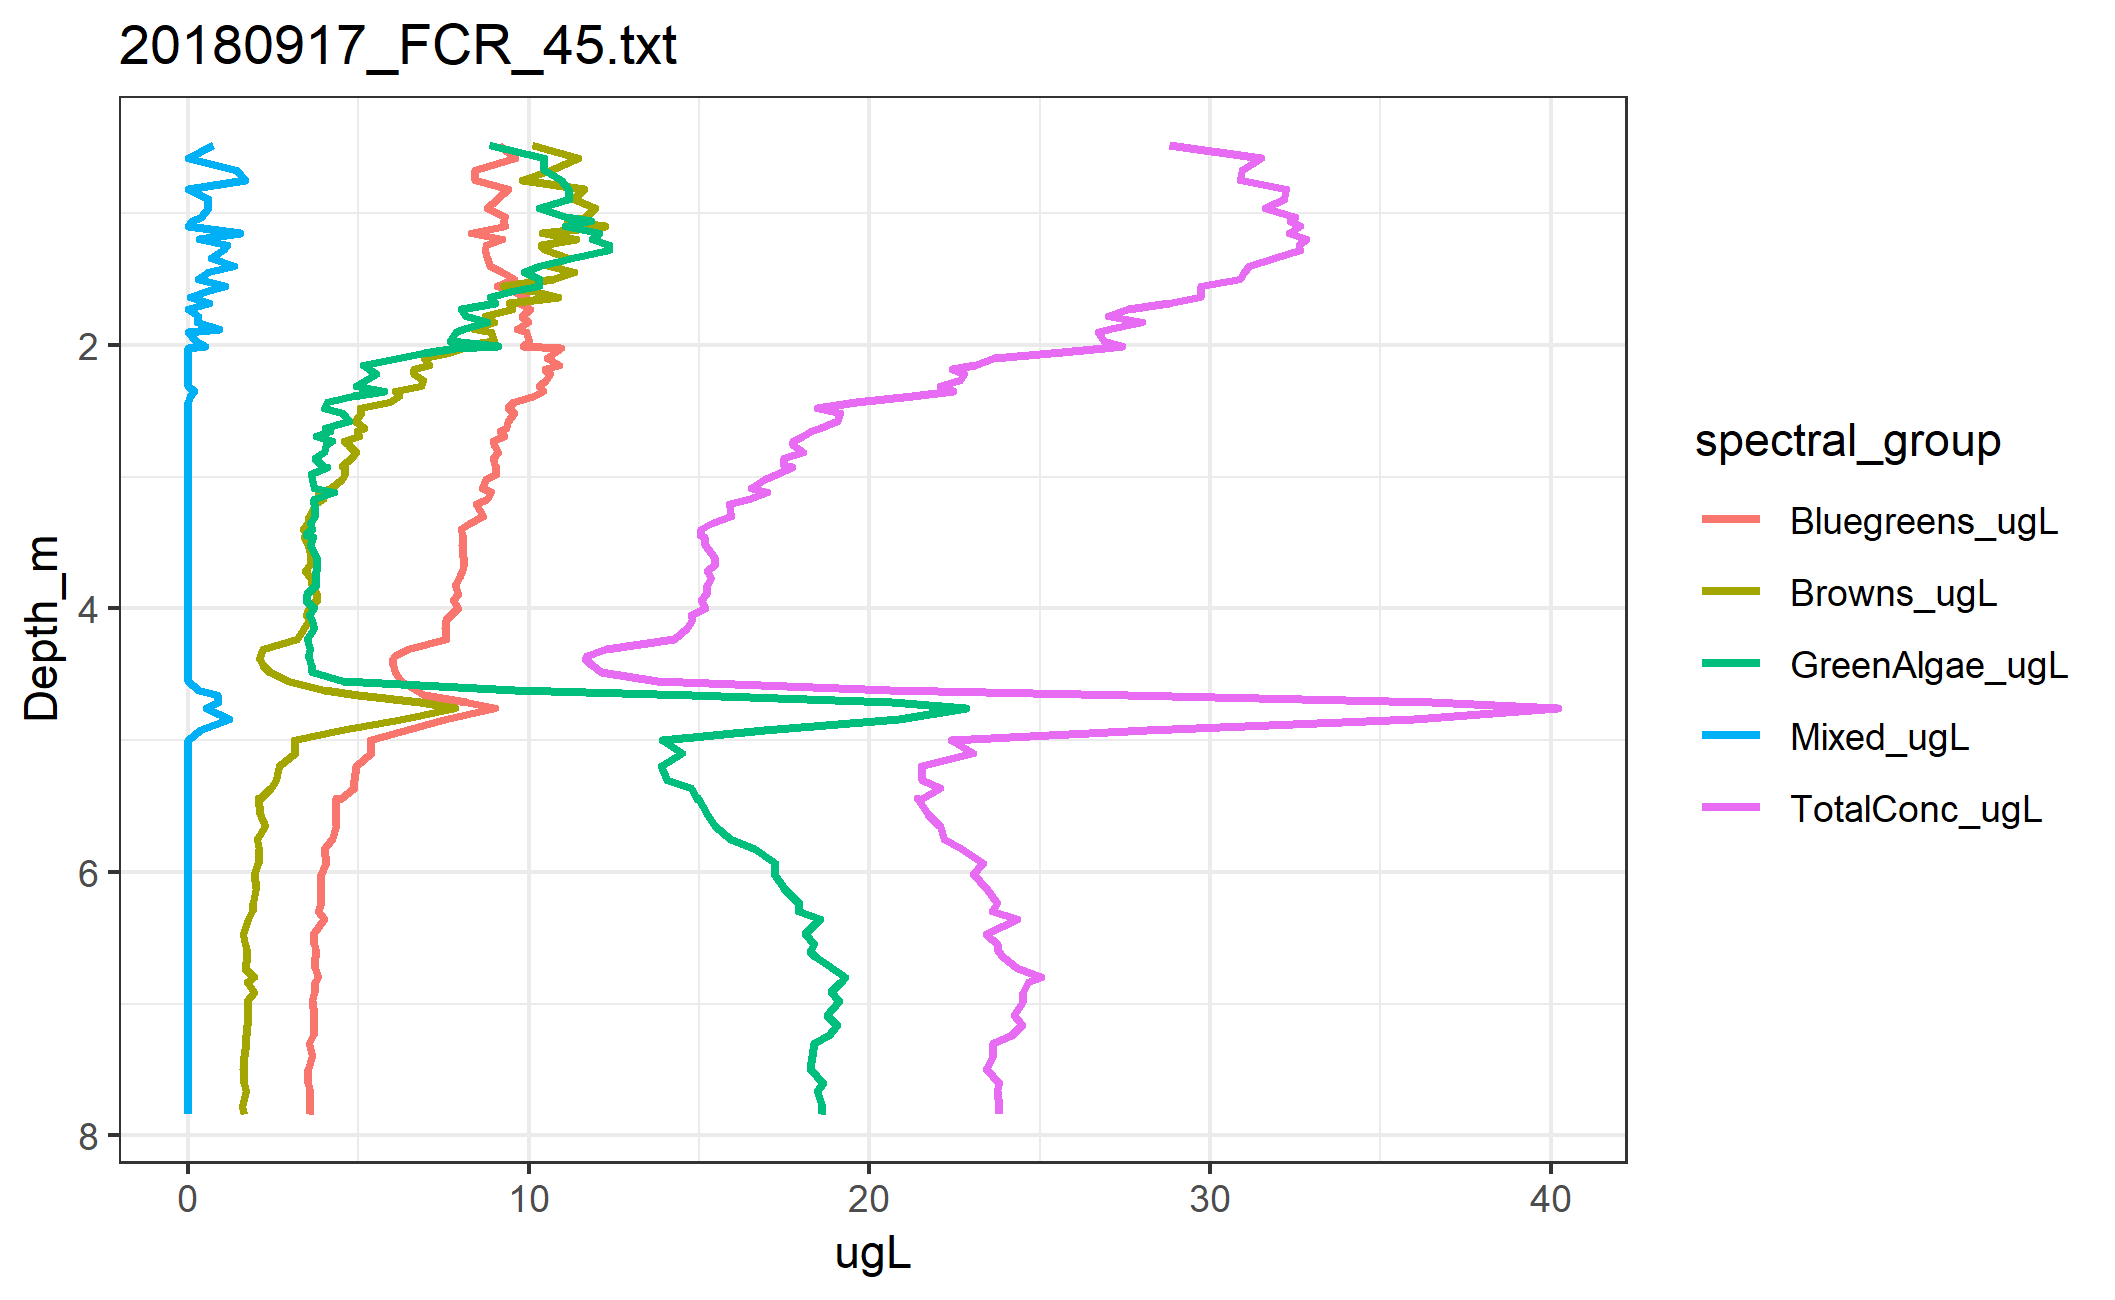 20180917_FCR_45.txt
Depth_m
2
4
6
8
0 10 20 30 40
ugL
spectral_group
Bluegreens_ugL
Browns_ugL
GreenAlgae_ugL
Mixed_ugL
TotalConc_ugL